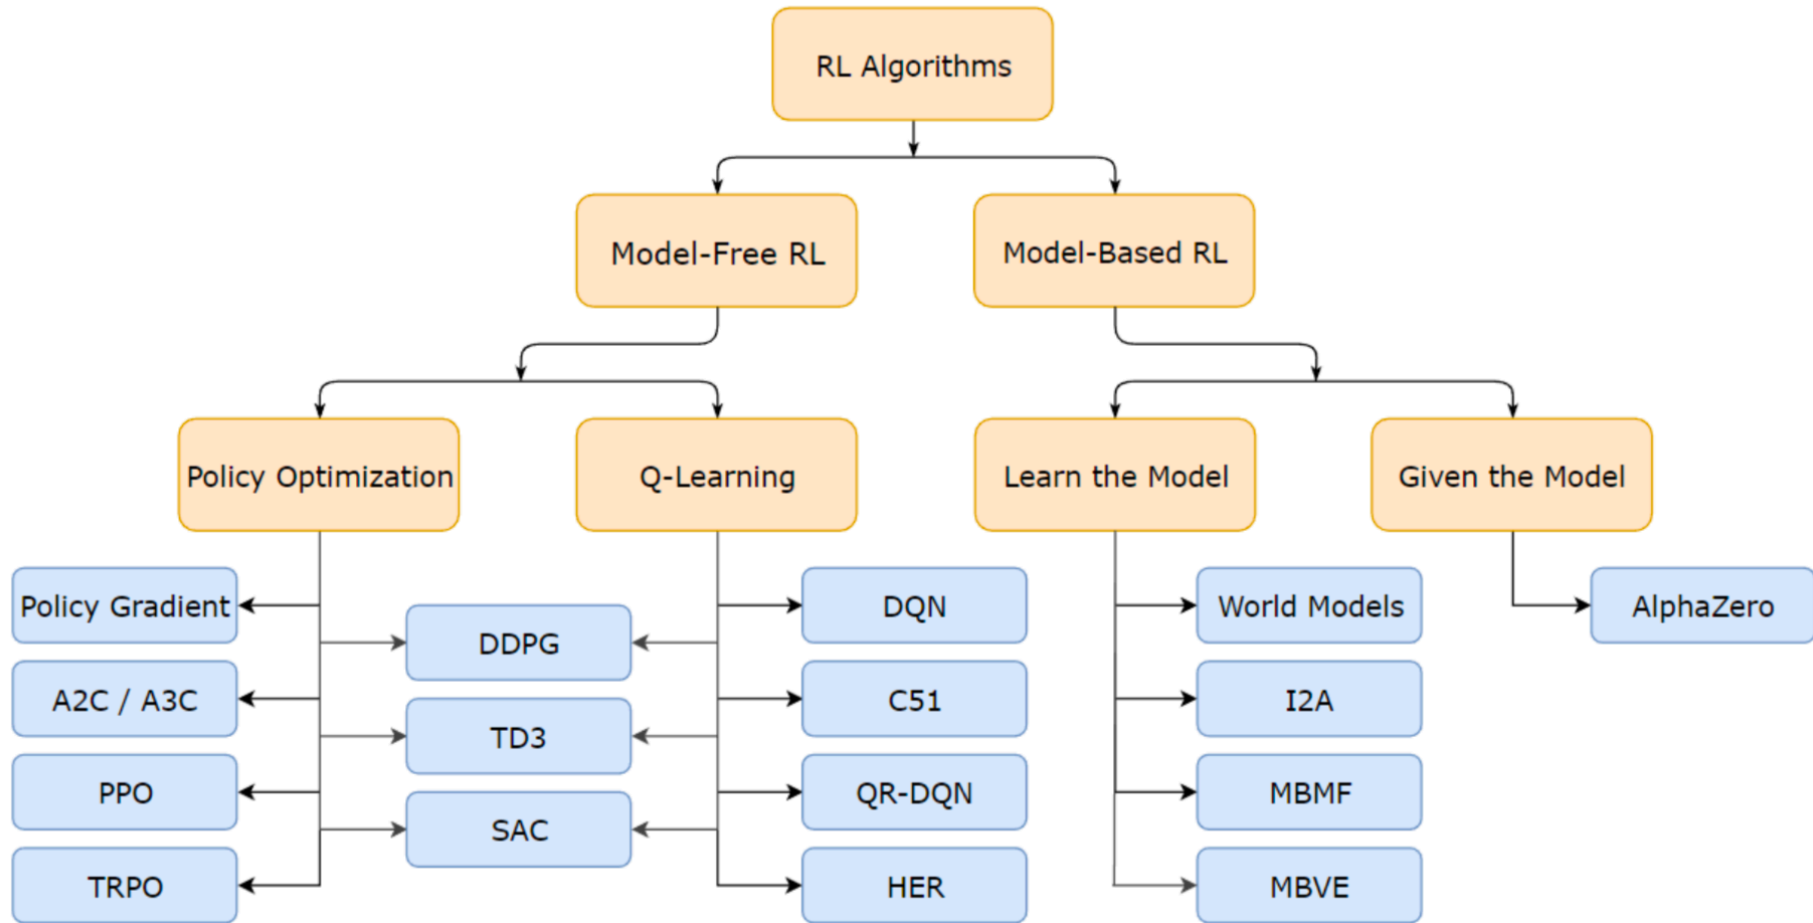 RL Algorithms
Model-Free RL
Model-Based RL
Policy Optimization
Q-Learning
Learn the Model
Given the Model
Policy Gradient
DDPG
DQN
World Models
AlphaZero
A2C / A3C
TD3
C51
I2A
PPO
SAC
QR-DQN
MBMF
TRPO
HER
MBVE